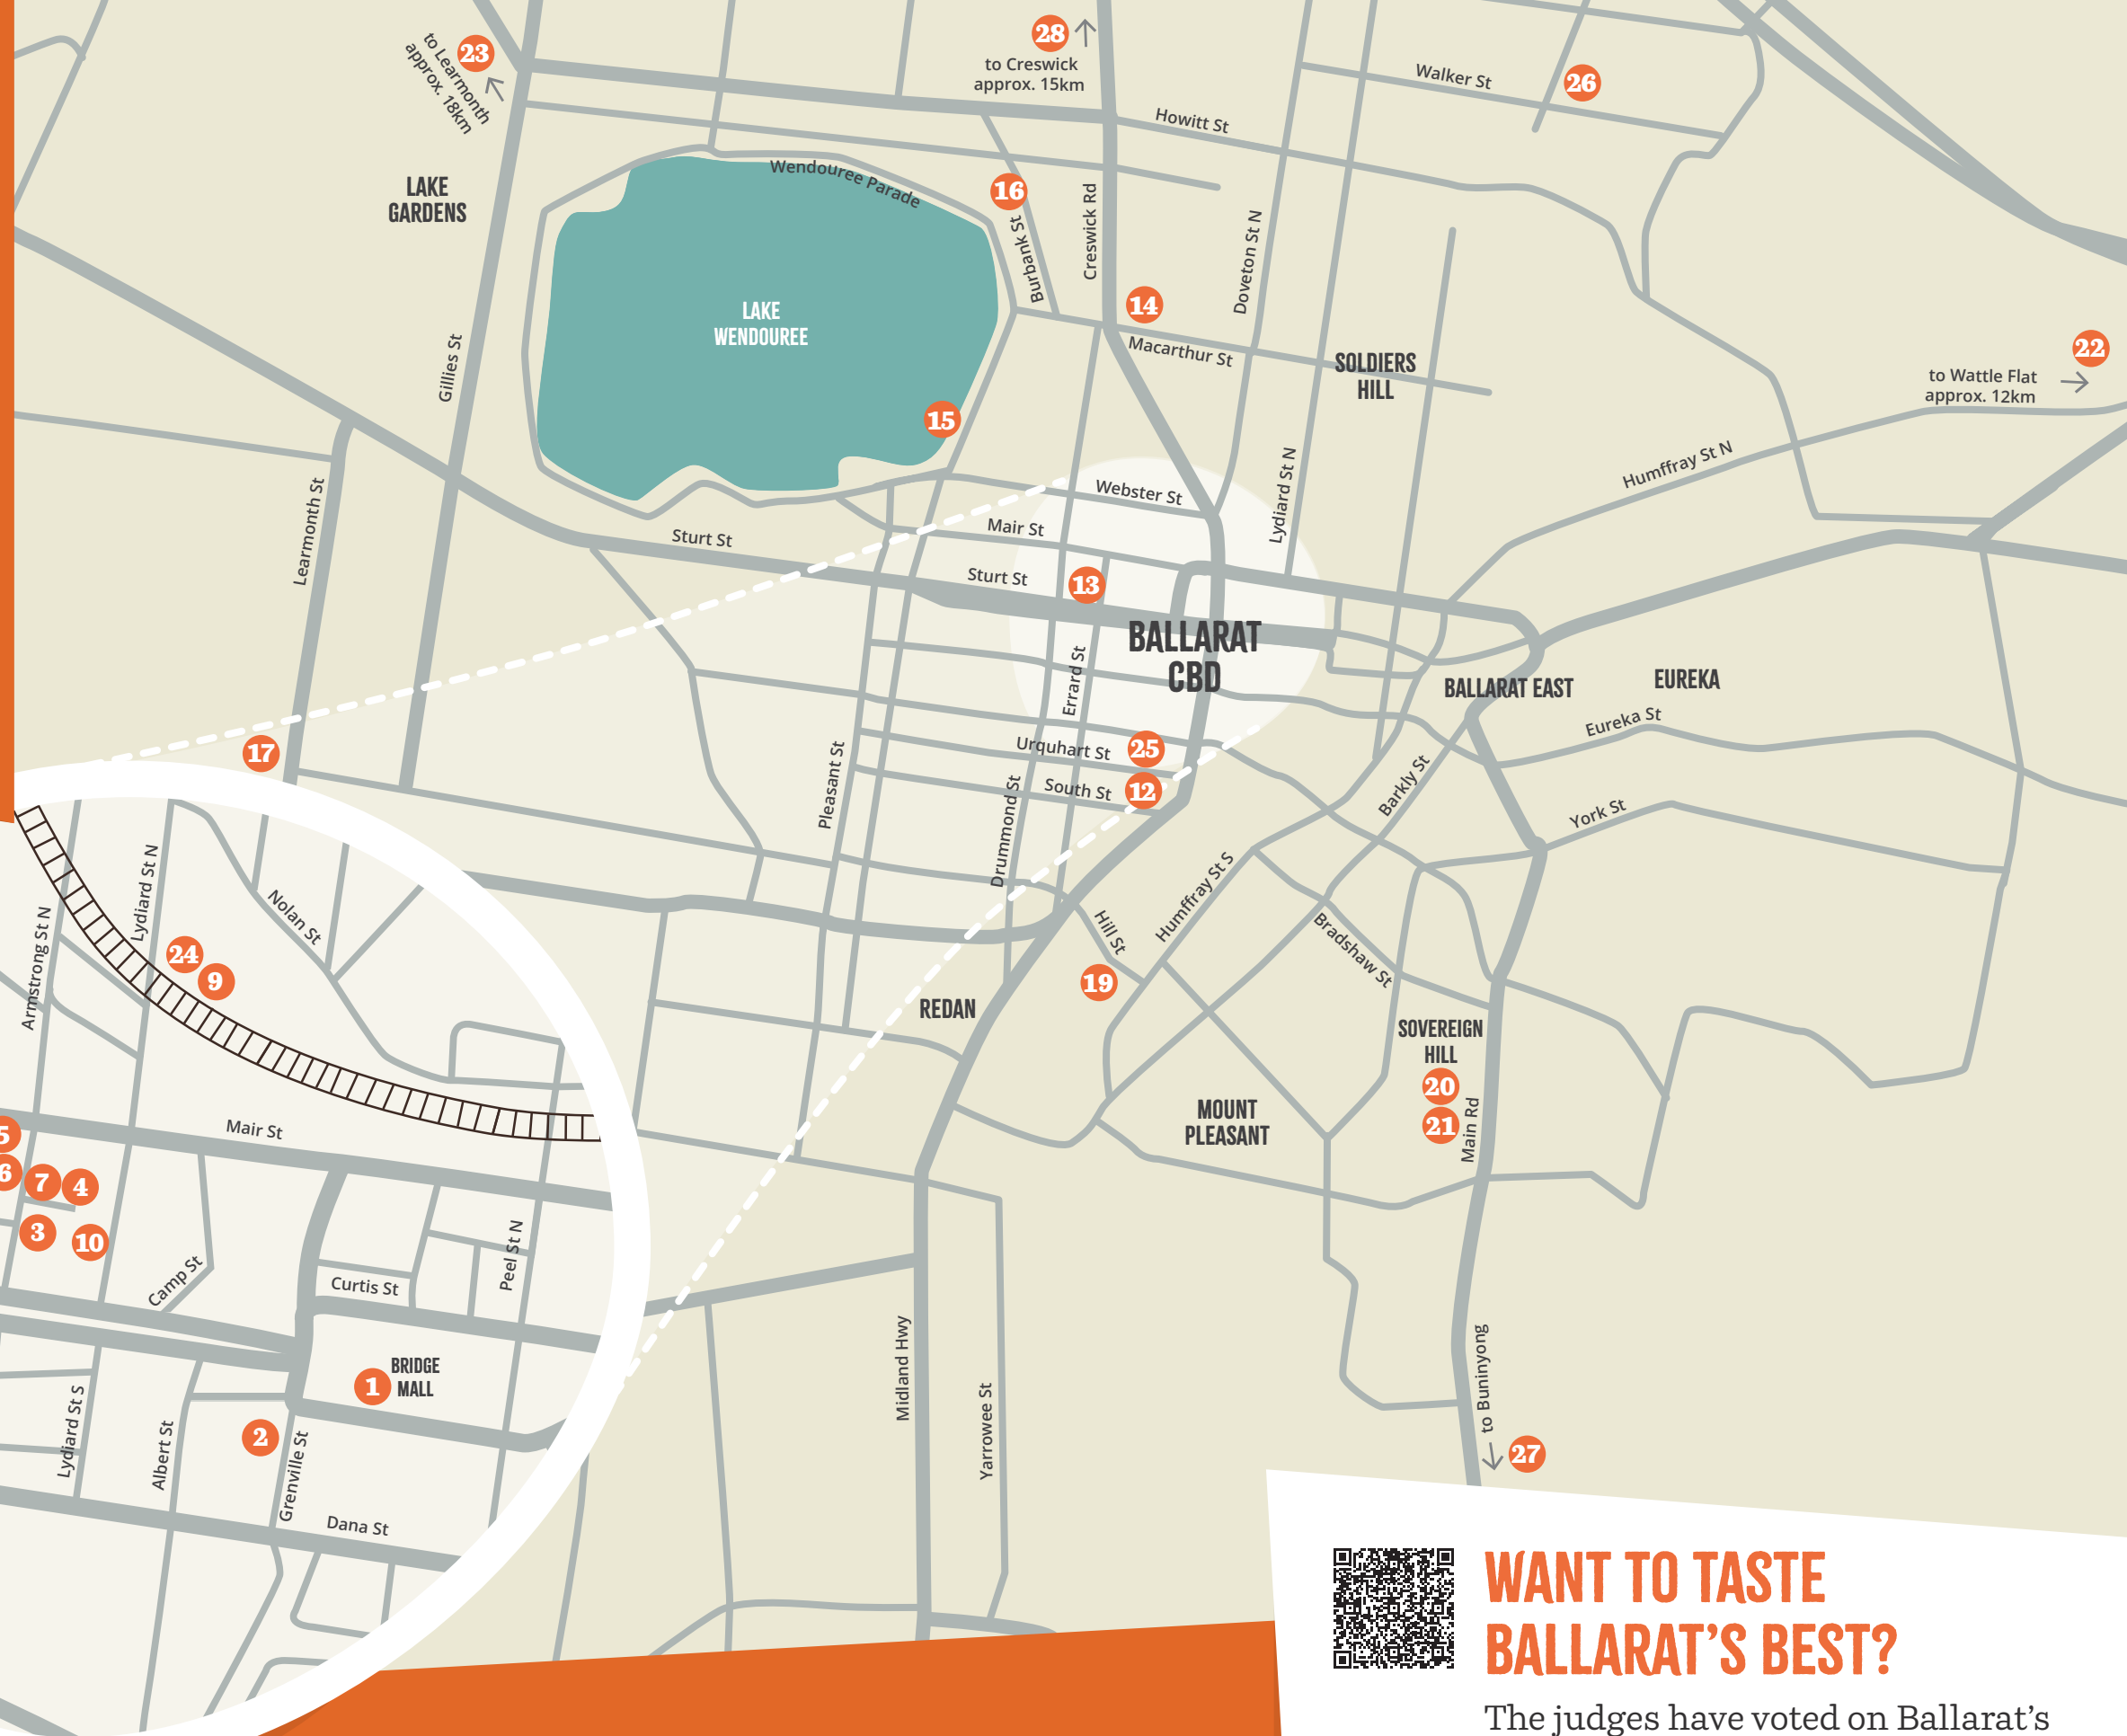 23
to Learmonth
approx. 18km
28
to Creswick
approx. 15km
Walker St
26
Howitt St
LAKE
GARDENS
Wendouree Parade
16
Burbank St
Creswick Rd
Doveton St N
LAKE
WENDOUREE
14
Macarthur St
SOLDIERS
HILL
22
to Wattle Flat
approx. 12km
Gillies St
15
Humffray St N
Learmonth St
Webster St
Lydiard St N
Sturt St
Mair St
Sturt St
13
BALLARAT
CBD
Errard St
BALLARAT EAST
EUREKA
Eureka St
17
Pleasant St
Urquhart St
25
South St
12
Drummond St
Barkly St
York St
Humffray St S
Hill St
Bradshaw St
19
REDAN
SOVEREIGN
HILL
20
21
Main Rd
MOUNT
PLEASANT
Lydiard St N
Nolan St
Armstrong St N
24
9
Mair St
5
6
7
4
3
10
Camp St
Curtis St
Peel St N
BRIDGE
MALL
1
2
Lydiard St S
Albert St
Grenville St
Dana St
Midland Hwy
Yarrowee St
to Buninyong
27
WANT TO TASTE
BALLARAT'S BEST?
The judges have voted on Ballarat's